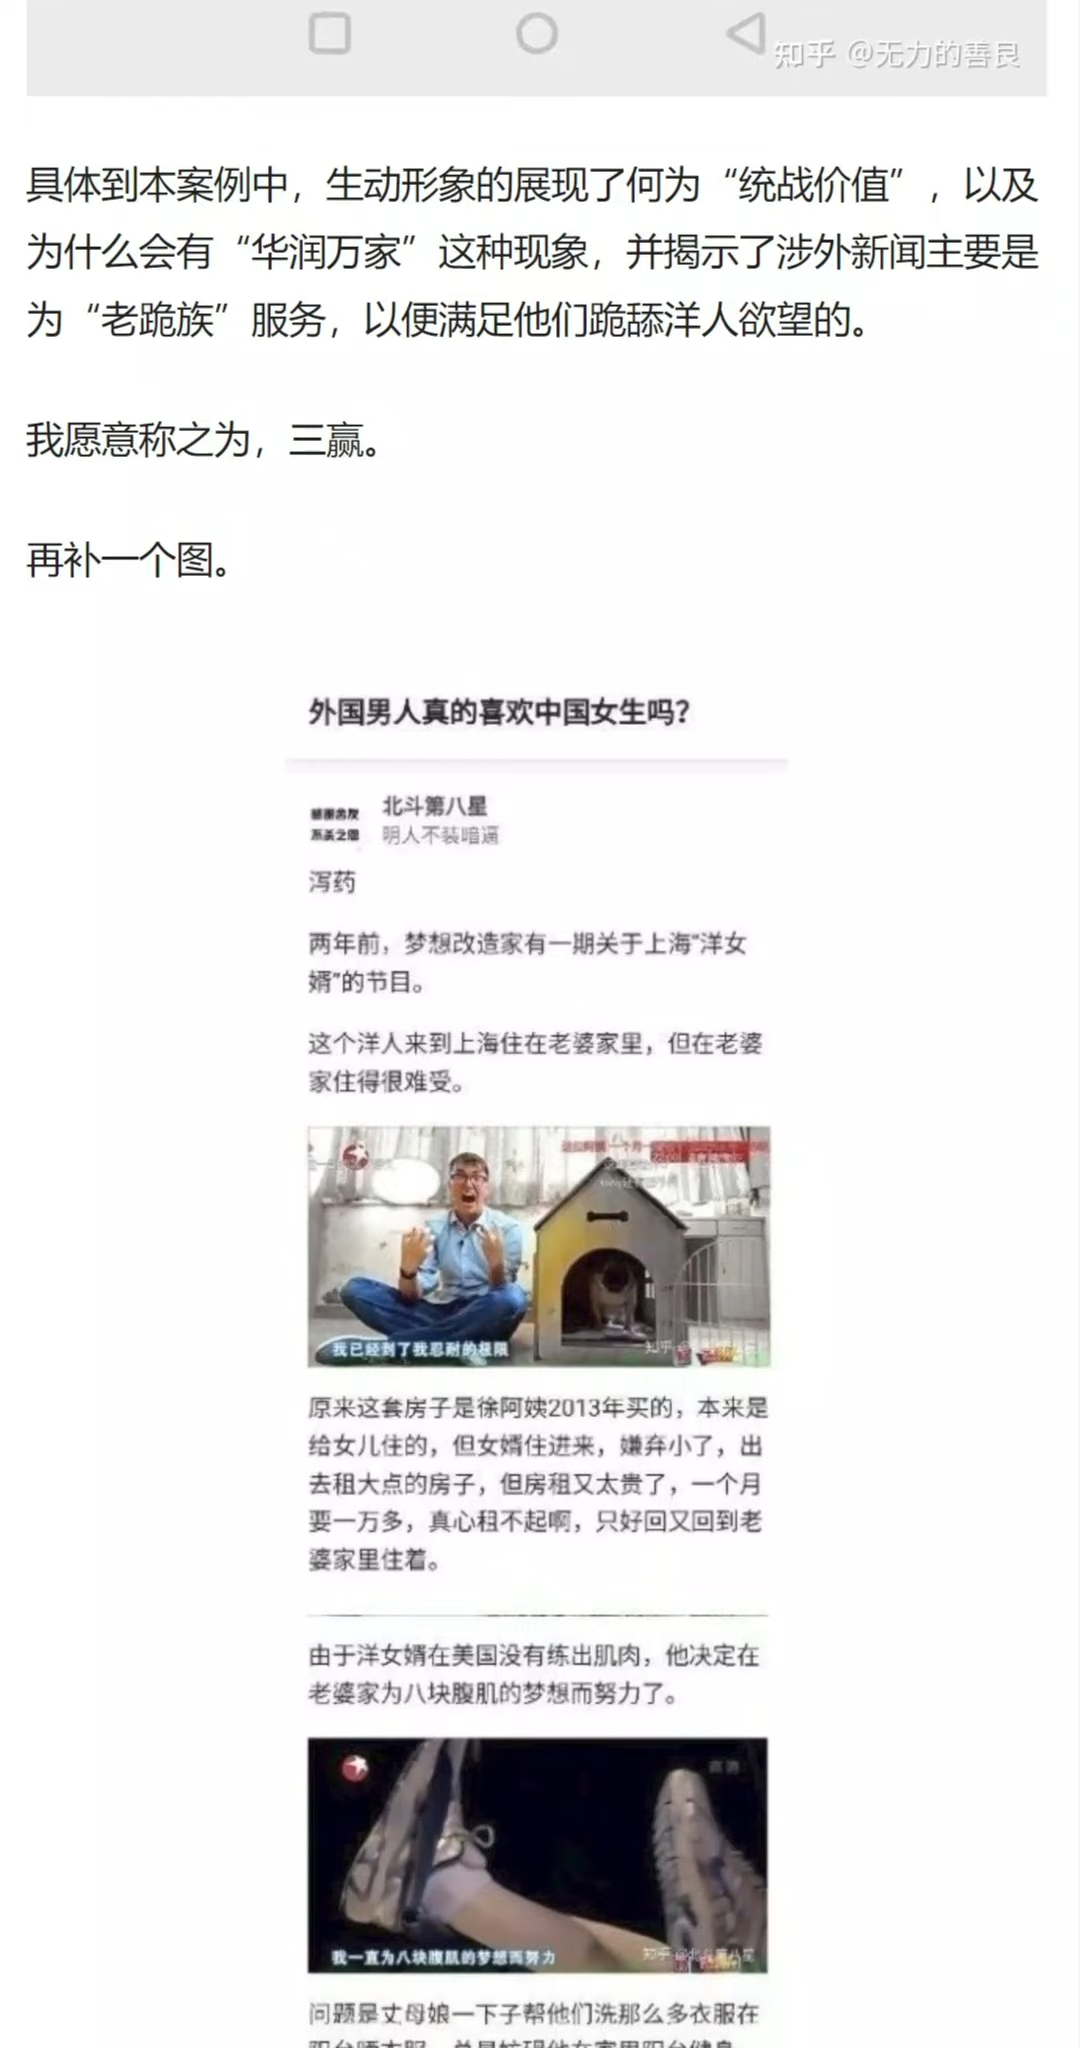 知乎 @无力的善良
具体到本案例中，生动形象的展现了何为“统战价值”，以及
为什么会有“华润万家”这种现象，并揭示了涉外新闻主要是
为“老跪族”服务，以便满足他们跪舔洋人欲望的。
我愿意称之为，三赢。
再补一个图。
外国男人真的喜欢中国女生吗？
北斗第八星
明人不装暗逼
泻药
两年前，梦想改造家有一期关于上海“洋女
婿”的节目。
这个洋人来到上海住在老婆家里，但在老婆
家住得很难受。
我已经到了我忍耐的极限
知乎
原来这套房子是徐阿姨2013年买的，本来是
给女儿住的，但女婿住进来，嫌弃小了，出
去租大点的房子，但房租又太贵了，一个月
要一万多，真心租不起啊，只好回又回到老
婆家里住着。
由于洋女婿在美国没有练出肌肉，他决定在
老婆家为八块腹肌的梦想而努力了。
高清
我一直为八块腹肌的梦想而努力
知乎 @北斗第八星
问题是丈母娘一下子帮他们洗那么多衣服在